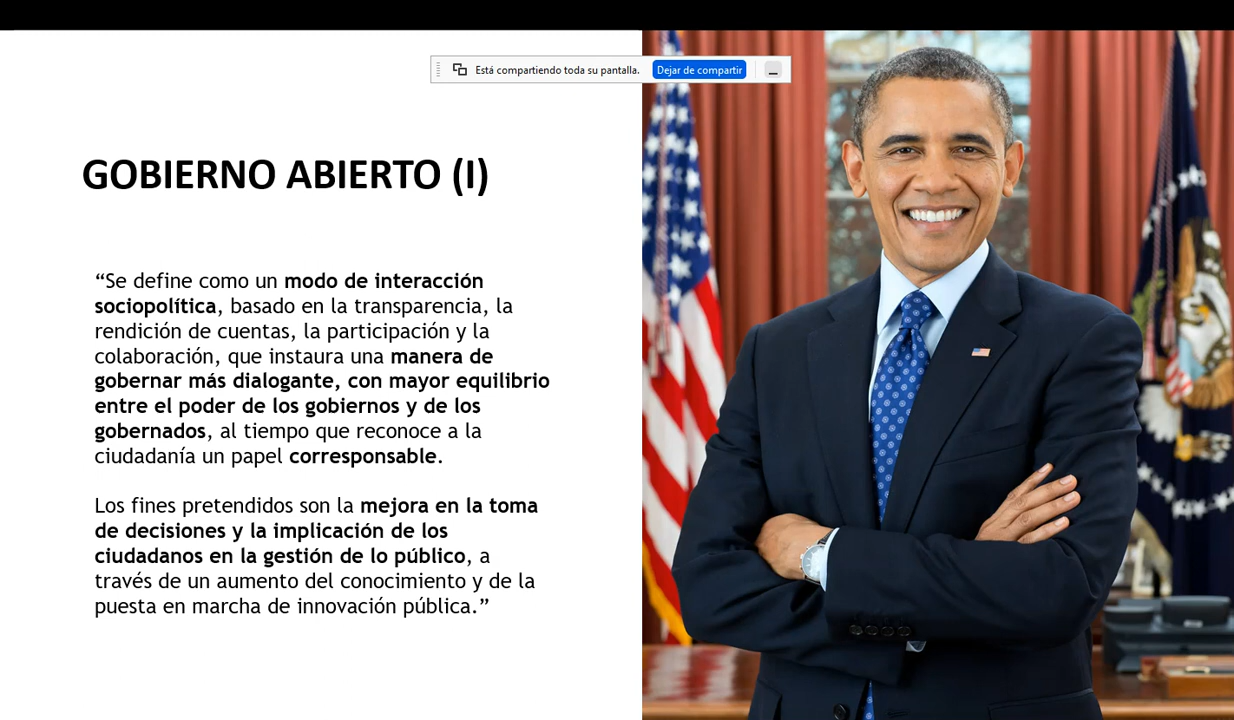 Está compartiendo toda su pantalla.
Dejar de compartir
GOBIERNO ABIERTO (I)
“Se define como un modo de interacción
sociopolítica, basado en la transparencia, la
rendición de cuentas, la participación y la
colaboración, que instaura una manera de
gobernar más dialogante, con mayor equilibrio
entre el poder de los gobiernos y de los
gobernados, al tiempo que reconoce a la
ciudadanía un papel corresponsable.
Los fines pretendidos son la mejora en la toma
de decisiones y la implicación de los
ciudadanos en la gestión de lo público, a
través de un aumento del conocimiento y de la
puesta en marcha de innovación pública.”